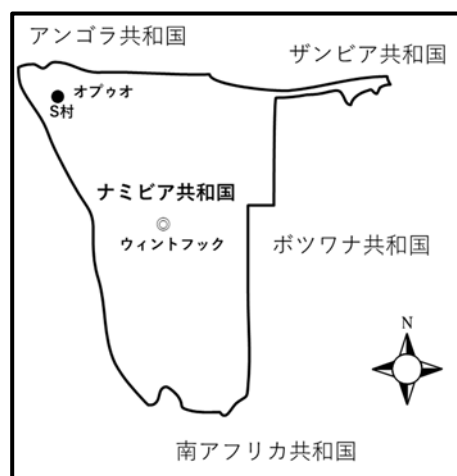 アンゴラ共和国
ザンビア共和国
オプゥオ
S村
ナミビア共和国
ウィントフック
ボツワナ共和国
N
南アフリカ共和国